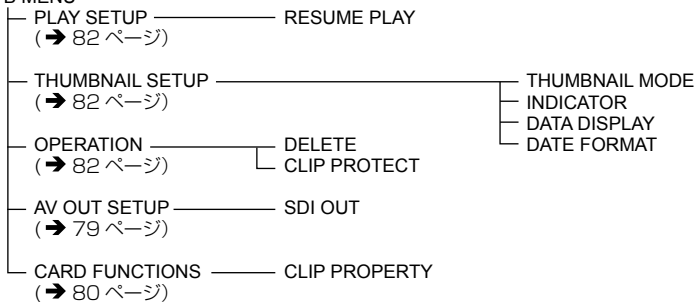 PLAY SETUP RESUME PLAY
(➔ 82 ページ)
THUMBNAIL SETUP THUMBNAIL MODE
(➔ 82 ページ) INDICATOR
DATA DISPLAY
OPERATION DELETE DATE FORMAT
(➔ 82 ページ) CLIP PROTECT
AV OUT SETUP SDI OUT
(➔ 79 ページ)
CARD FUNCTIONS CLIP PROPERTY
(➔ 80 ページ)